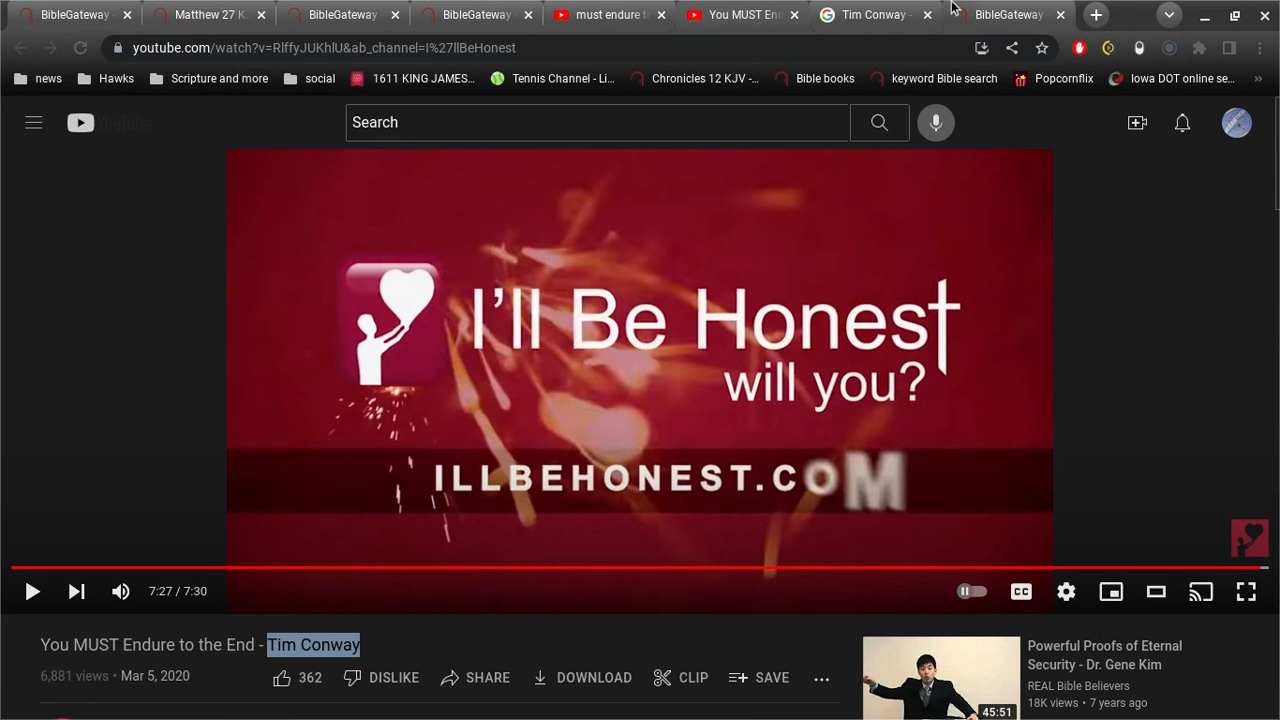 BibleGateway
Matthew 27 K
BibleGateway
BibleGateway
must endure t
You MUST En
Tim Conway -
BibleGateway
youtube.com/watch?v=RlffyJUKhlU&ab_channel=I%27llBeHonest
news
Hawks
Scripture and more
social
1611 KING JAMES...
Tennis Channel - Li...
Chronicles 12 KJV -...
Bible books
keyword Bible search
Popcornflix
Iowa DOT online se...
»
YouTube
Search
I'll Be Honest
will you?
ILLBEHONEST.COM
7:27 / 7:30
CC
You MUST Endure to the End - Tim Conway
6,881 views • Mar 5, 2020
362
DISLIKE
SHARE
DOWNLOAD
CLIP
SAVE
...
45:51
Powerful Proofs of Eternal
Security - Dr. Gene Kim
REAL Bible Believers
18K views • 7 years ago